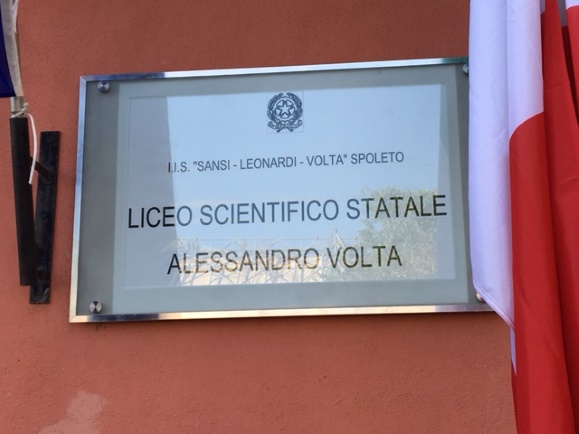 I.I.S. "SANSI - LEONARDI - VOLTA" SPOLETO
LICEO SCIENTIFICO STATALE
ALESSANDRO VOLTA